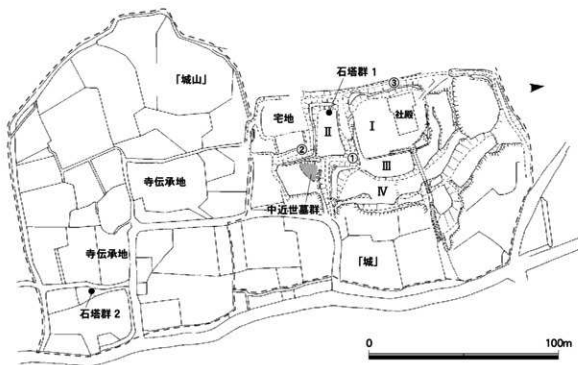 石塔群 1
③
「城山」
宅地
社殿
Ⅰ
Ⅱ
②
①
Ⅲ
寺伝承地
中近世墓群
Ⅳ
寺伝承地
「城」
石塔群 2
0
100m